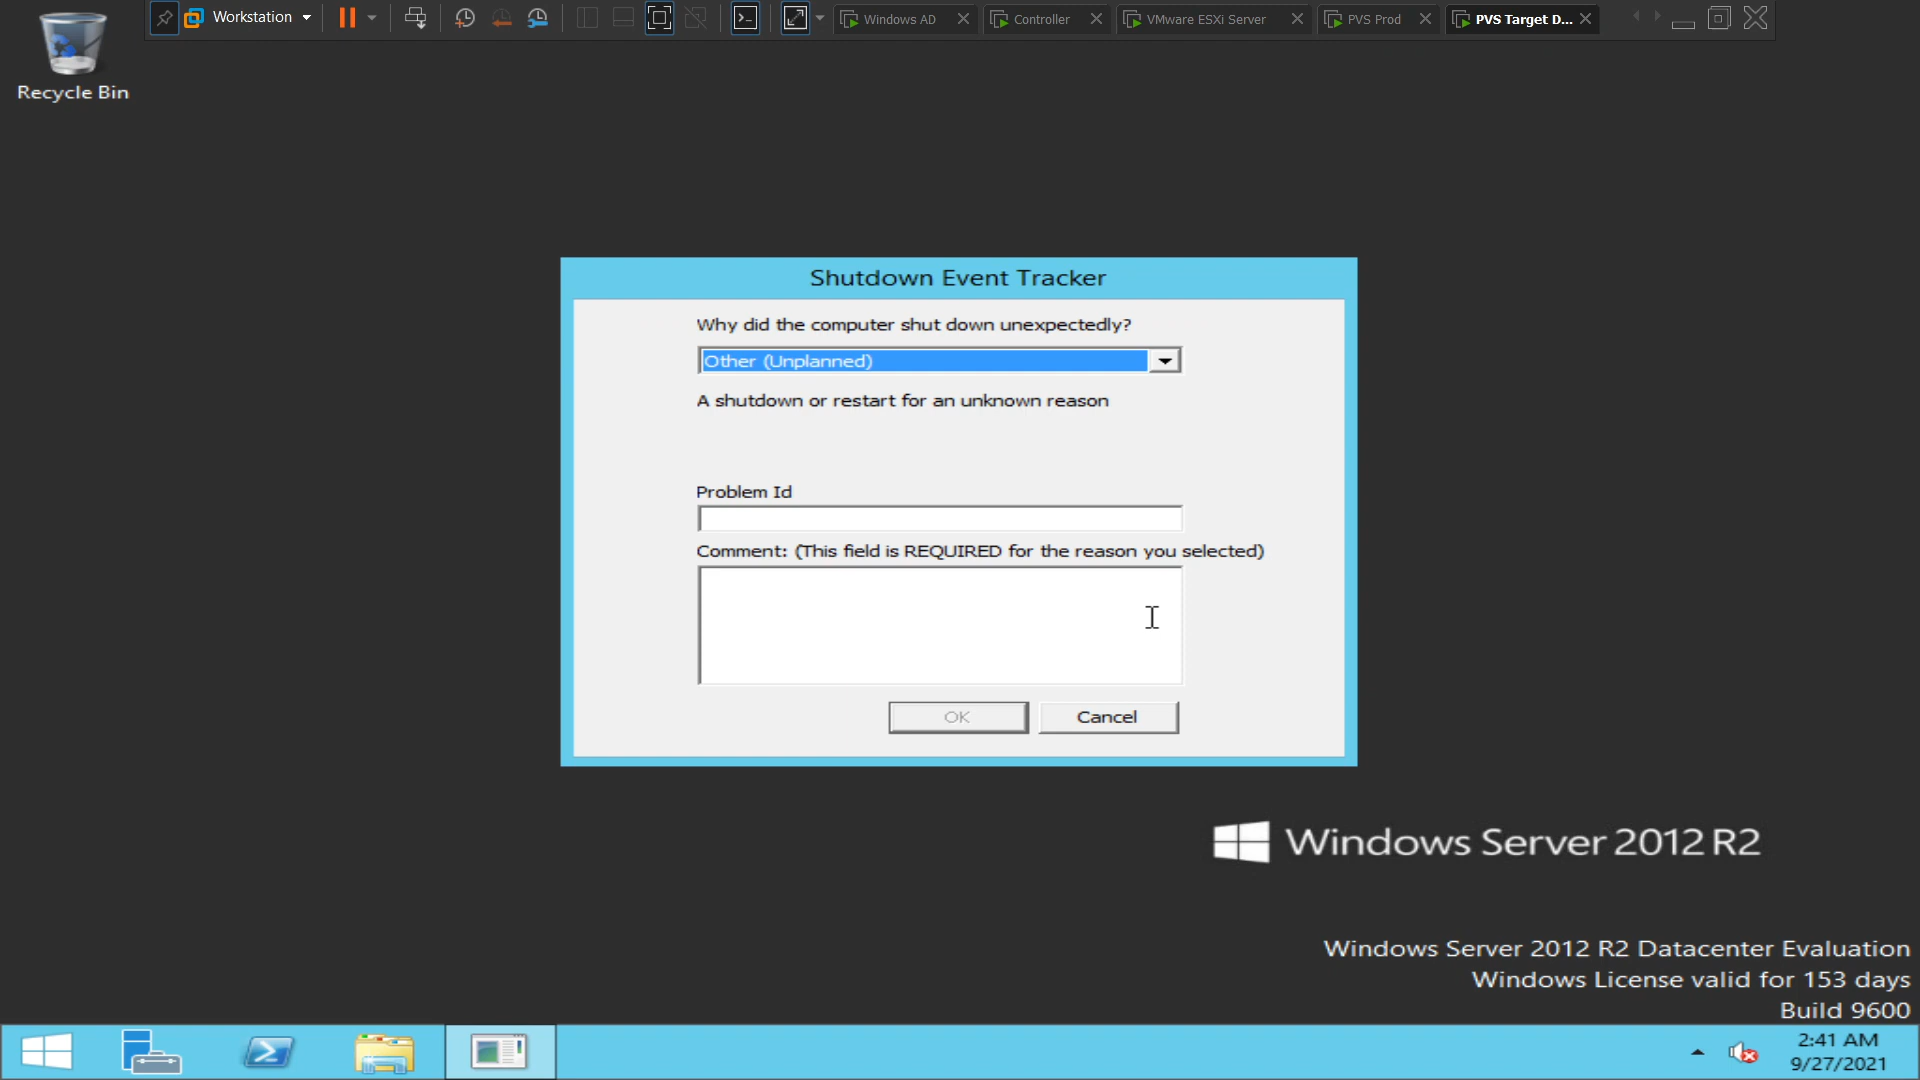 Workstation
Windows AD
Controller
VMware ESXi Server
PVS Prod
PVS Target D...
Recycle Bin
Shutdown Event Tracker
Why did the computer shut down unexpectedly?
Other (Unplanned)
A shutdown or restart for an unknown reason
Problem Id
Comment: (This field is REQUIRED for the reason you selected)
OK
Cancel
Windows Server 2012 R2
Windows Server 2012 R2 Datacenter Evaluation
Windows License valid for 153 days
Build 9600
2:41 AM
9/27/2021